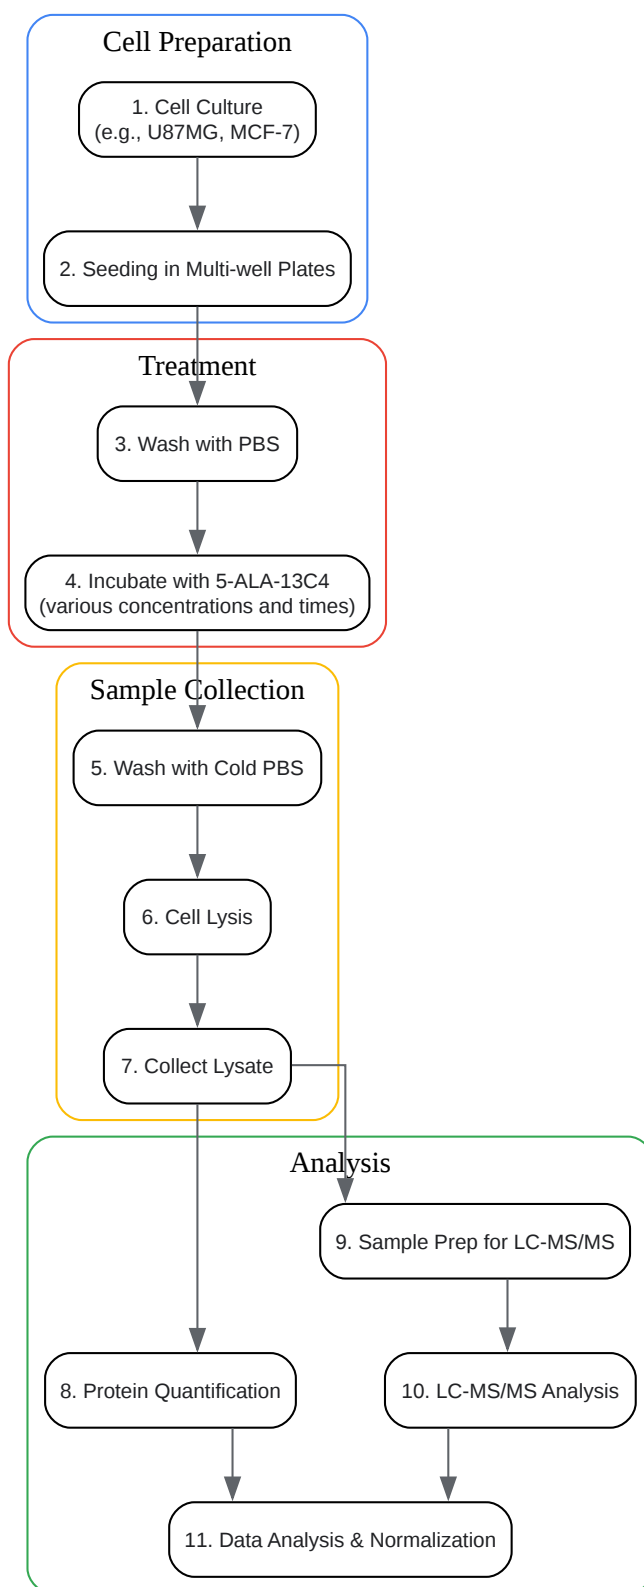 Cell Preparation
1. Cell Culture
(e.g., U87MG, MCF-7)
2. Seeding in Multi-well Plates
Treatment
3. Wash with PBS
4. Incubate with 5-ALA-13C4
(various concentrations and times)
Sample Collection
5. Wash with Cold PBS
6. Cell Lysis
7. Collect Lysate
Analysis
9. Sample Prep for LC-MS/MS
8. Protein Quantification
10. LC-MS/MS Analysis
11. Data Analysis & Normalization